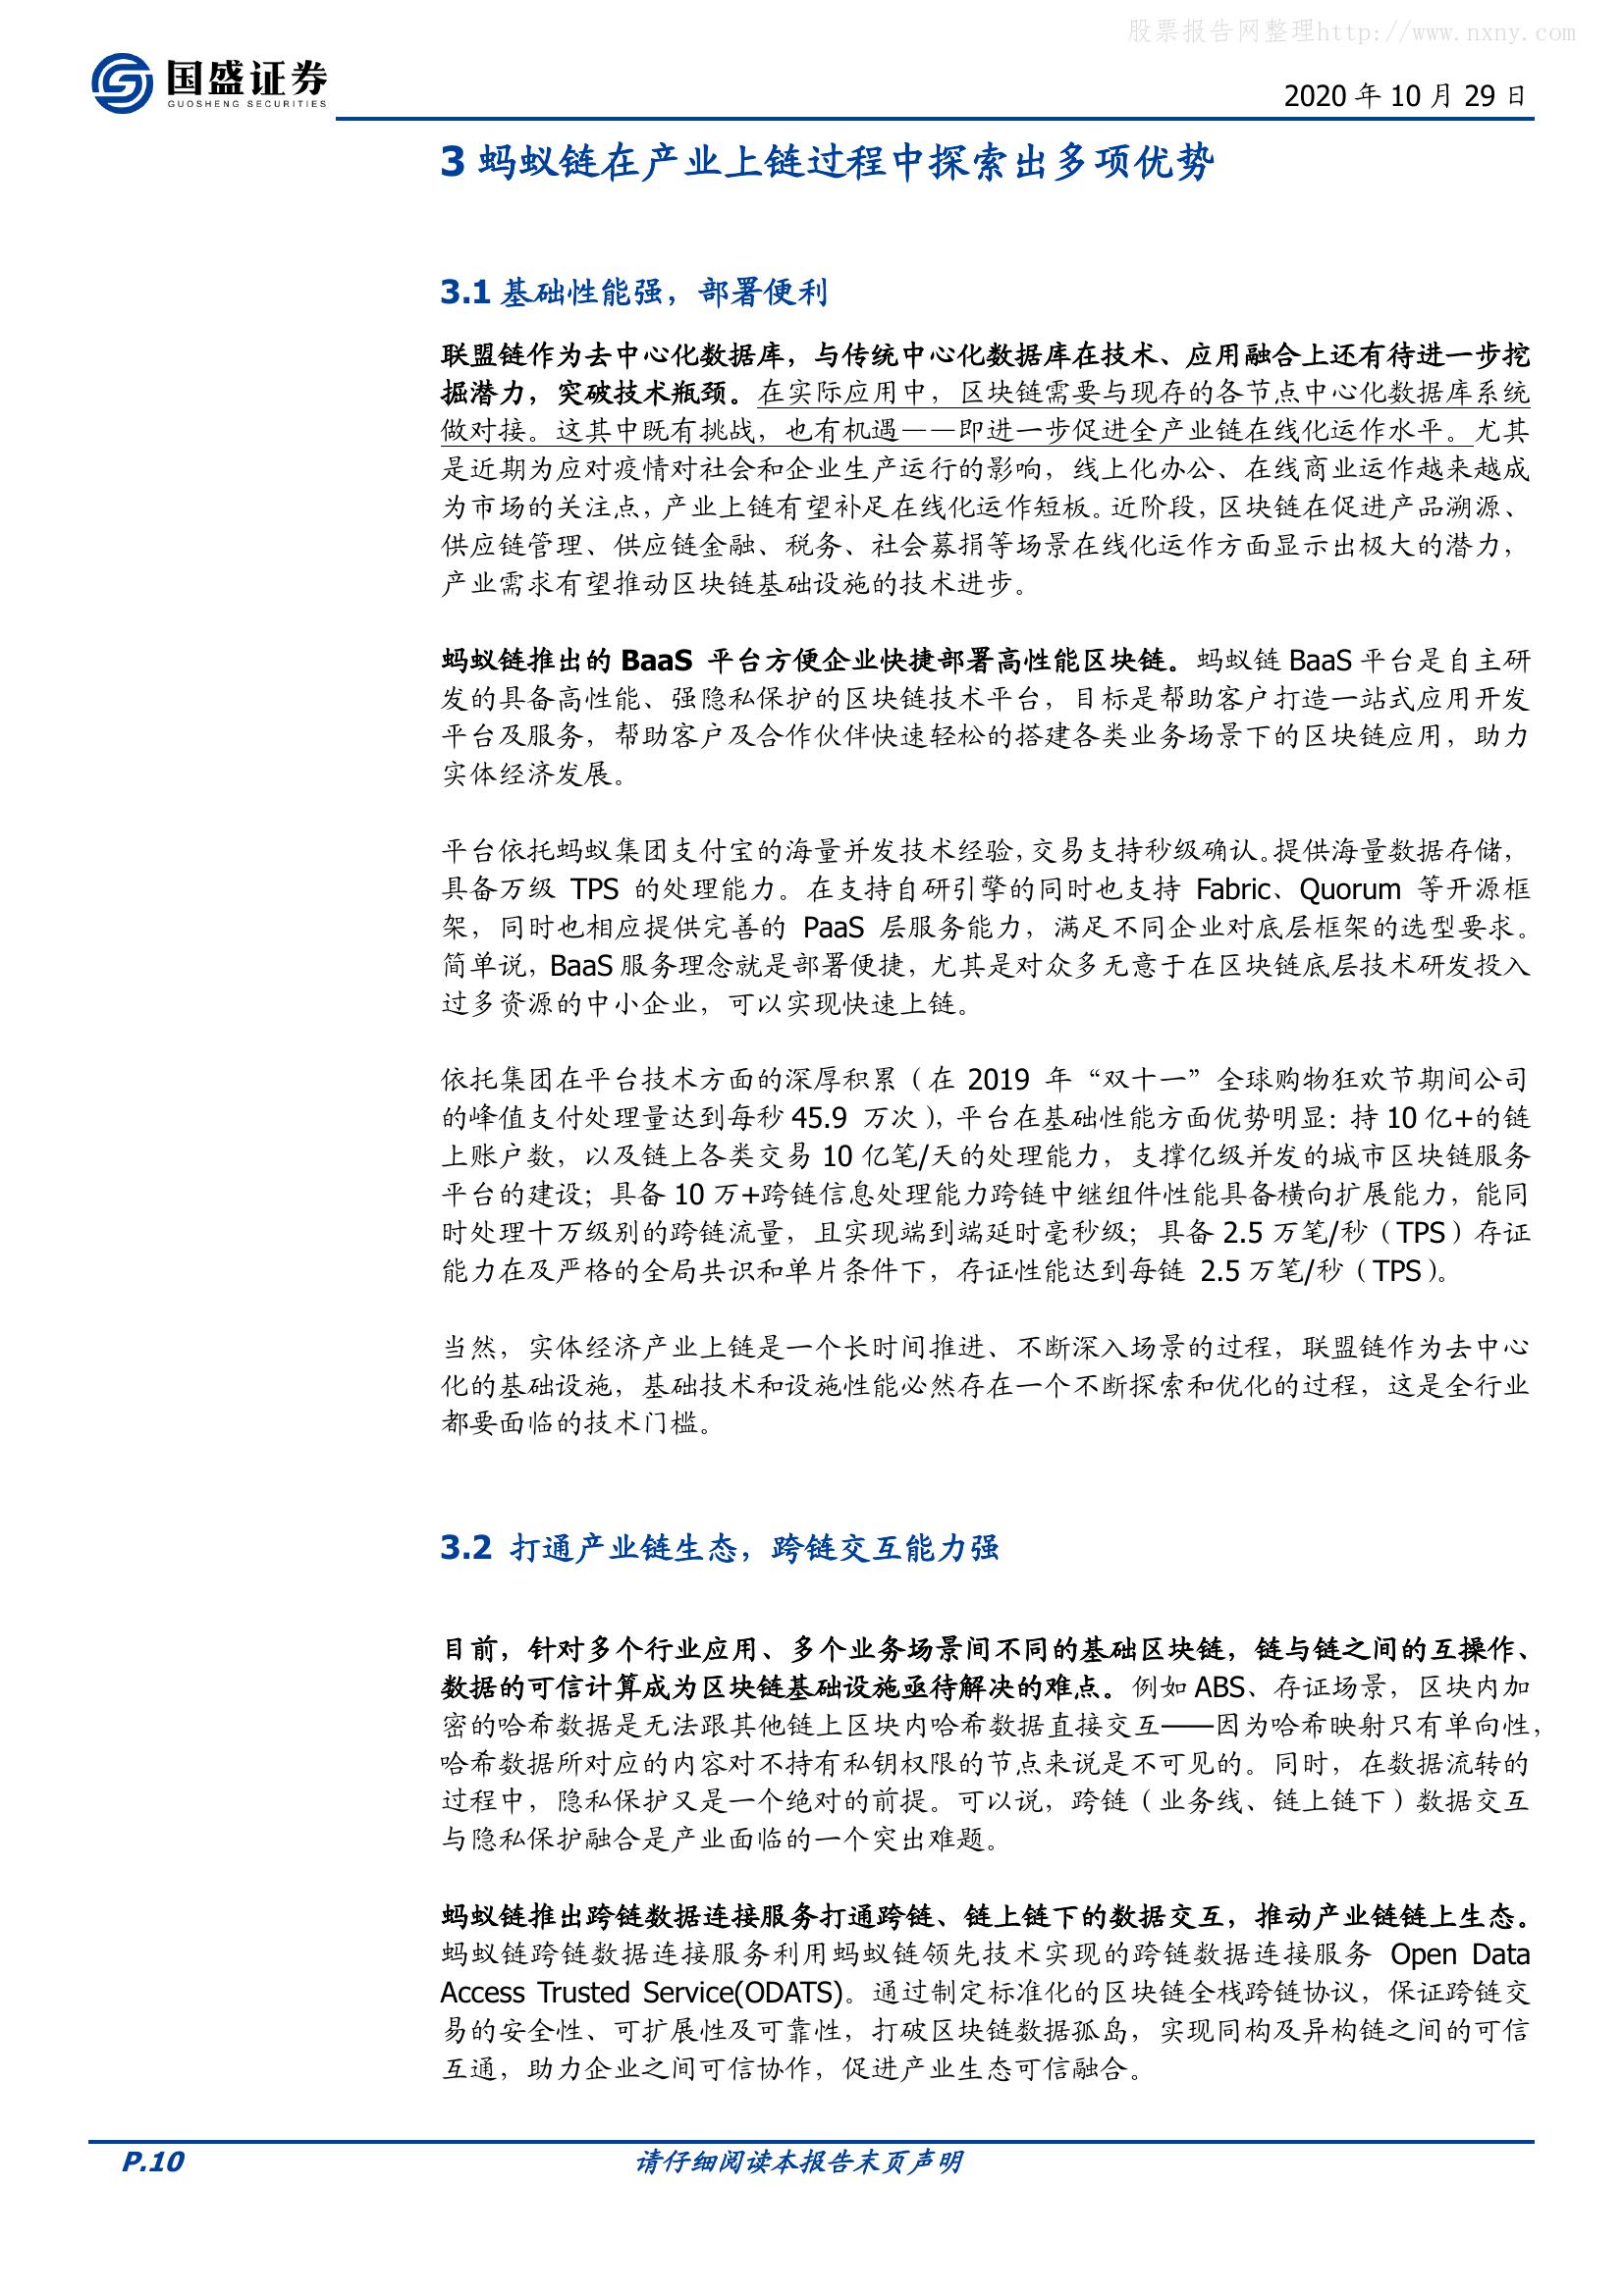 股票报告网整理http://www.nxny.com
国盛证券
GUOSHENG SECURITIES
2020 年 10 月 29 日
3 蚂蚁链在产业上链过程中探索出多项优势
3.1 基础性能强，部署便利
联盟链作为去中心化数据库，与传统中心化数据库在技术、应用融合上还有待进一步挖
掘潜力，突破技术瓶颈。在实际应用中，区块链需要与现存的各节点中心化数据库系统
做对接。这其中既有挑战，也有机遇——即进一步促进全产业链在线化运作水平。尤其
是近期为应对疫情对社会和企业生产运行的影响，线上化办公、在线商业运作越来越成
为市场的关注点，产业上链有望补足在线化运作短板。近阶段，区块链在促进产品溯源、
供应链管理、供应链金融、税务、社会募捐等场景在线化运作方面显示出极大的潜力，
产业需求有望推动区块链基础设施的技术进步。
蚂蚁链推出的 BaaS 平台方便企业快捷部署高性能区块链。蚂蚁链 BaaS 平台是自主研
发的具备高性能、强隐私保护的区块链技术平台，目标是帮助客户打造一站式应用开发
平台及服务，帮助客户及合作伙伴快速轻松的搭建各类业务场景下的区块链应用，助力
实体经济发展。
平台依托蚂蚁集团支付宝的海量并发技术经验，交易支持秒级确认。提供海量数据存储，
具备万级 TPS 的处理能力。在支持自研引擎的同时也支持 Fabric、Quorum 等开源框
架，同时也相应提供完善的 PaaS 层服务能力，满足不同企业对底层框架的选型要求。
简单说，BaaS 服务理念就是部署便捷，尤其是对众多无意于在区块链底层技术研发投入
过多资源的中小企业，可以实现快速上链。
依托集团在平台技术方面的深厚积累（在 2019 年“双十一”全球购物狂欢节期间公司
的峰值支付处理量达到每秒 45.9 万次），平台在基础性能方面优势明显：持 10 亿+的链
上账户数，以及链上各类交易 10 亿笔/天的处理能力，支撑亿级并发的城市区块链服务
平台的建设；具备 10 万+跨链信息处理能力跨链中继组件性能具备横向扩展能力，能同
时处理十万级别的跨链流量，且实现端到端延时毫秒级；具备 2.5 万笔/秒（TPS）存证
能力在及严格的全局共识和单片条件下，存证性能达到每链 2.5 万笔/秒（TPS）。
当然，实体经济产业上链是一个长时间推进、不断深入场景的过程，联盟链作为去中心
化的基础设施，基础技术和设施性能必然存在一个不断探索和优化的过程，这是全行业
都要面临的技术门槛。
3.2 打通产业链生态，跨链交互能力强
目前，针对多个行业应用、多个业务场景间不同的基础区块链，链与链之间的互操作、
数据的可信计算成为区块链基础设施亟待解决的难点。例如 ABS、存证场景，区块内加
密的哈希数据是无法跟其他链上区块内哈希数据直接交互——因为哈希映射只有单向性，
哈希数据所对应的内容对不持有私钥权限的节点来说是不可见的。同时，在数据流转的
过程中，隐私保护又是一个绝对的前提。可以说，跨链（业务线、链上链下）数据交互
与隐私保护融合是产业面临的一个突出难题。
蚂蚁链推出跨链数据连接服务打通跨链、链上链下的数据交互，推动产业链链上生态。
蚂蚁链跨链数据连接服务利用蚂蚁链领先技术实现的跨链数据连接服务 Open Data
Access Trusted Service(ODATS)。通过制定标准化的区块链全栈跨链协议，保证跨链交
易的安全性、可扩展性及可靠性，打破区块链数据孤岛，实现同构及异构链之间的可信
互通，助力企业之间可信协作，促进产业生态可信融合。
P.10
请仔细阅读本报告末页声明